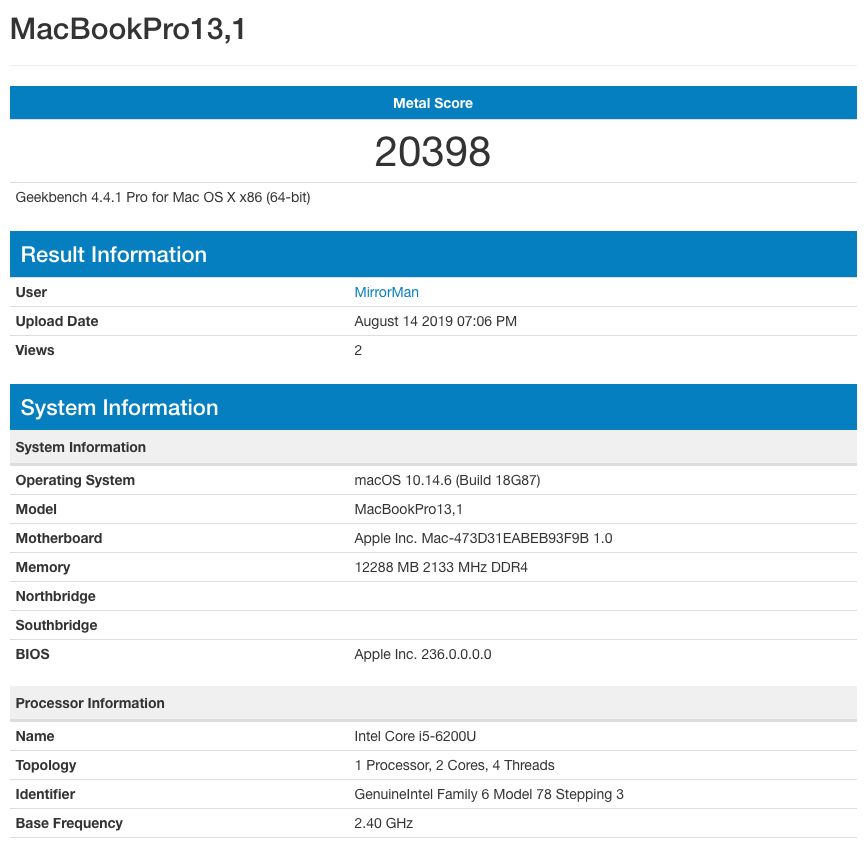 MacBookPro13,1
Metal Score
20398
Geekbench 4.4.1 Pro for Mac OS X x86 (64-bit)
Result Information
User MirrorMan
Upload Date August 14 2019 07:06 PM
Views 2
System Information
System Information
Operating System macOS 10.14.6 (Build 18G87)
Model MacBookPro13,1
Motherboard Apple Inc. Mac-473D31EABEB93F9B 1.0
Memory 12288 MB 2133 MHz DDR4
Northbridge
Southbridge
BIOS Apple Inc. 236.0.0.0.0
Processor Information
Name Intel Core i5-6200U
Topology 1 Processor, 2 Cores, 4 Threads
Identifier GenuineIntel Family 6 Model 78 Stepping 3
Base Frequency 2.40 GHz